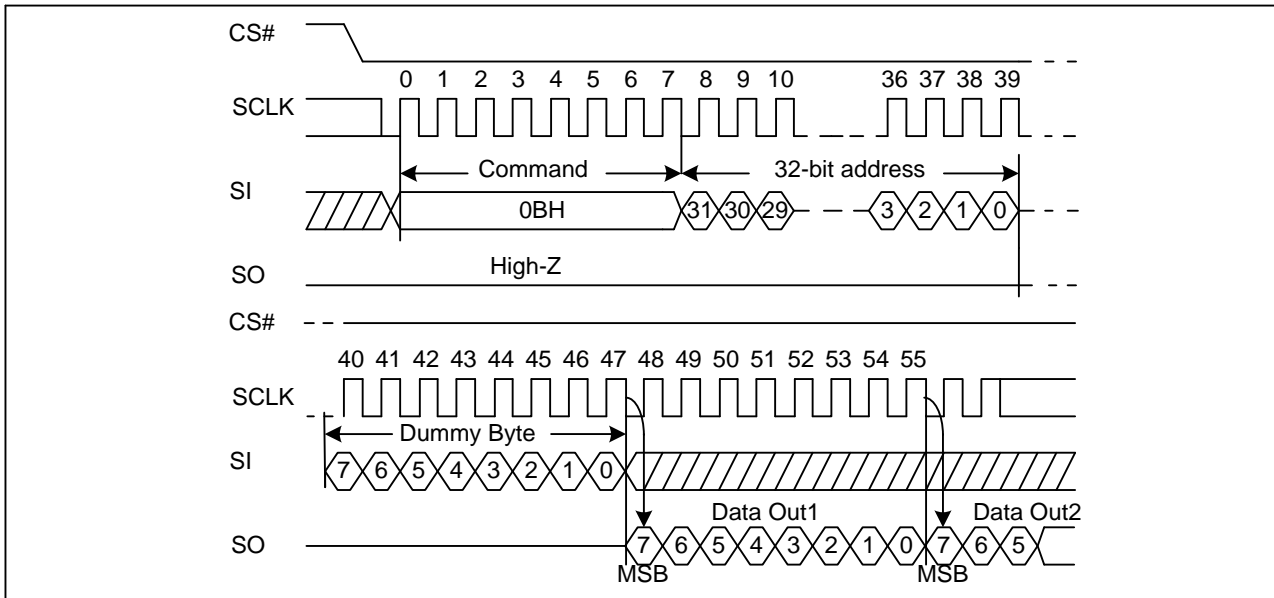 CS#
0 1 2 3 4 5 6 7 8 9 10 36 37 38 39
SCLK
Command 32-bit address
SI
0BH 31 30 29 3 2 1 0
High-Z
SO
CS#
40 41 42 43 44 45 46 47 48 49 50 51 52 53 54 55
SCLK
Dummy Byte
SI
7 6 5 4 3 2 1 0
Data Out1 Data Out2
SO
7 6 5 4 3 2 1 0 7 6 5
MSB MSB